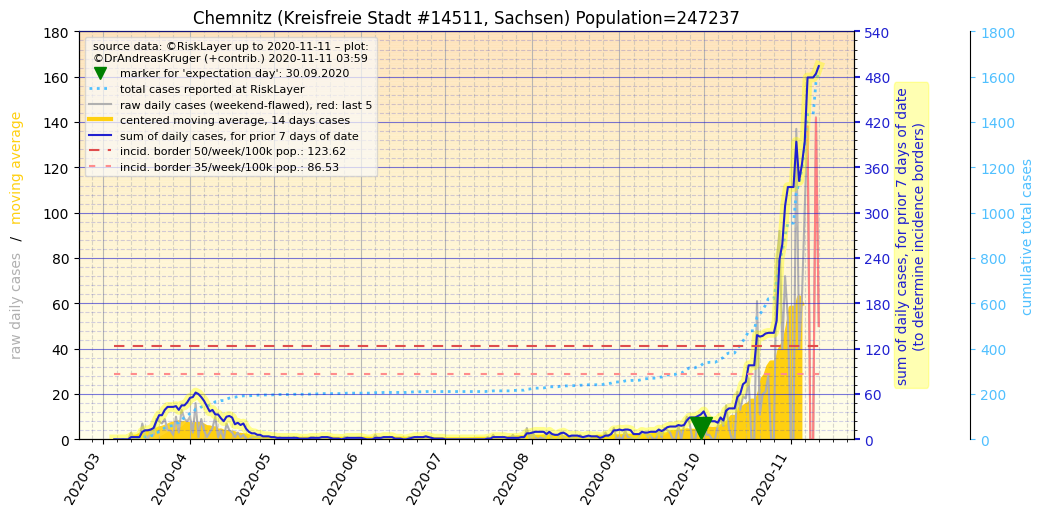 Chemnitz (Kreisfreie Stadt #14511, Sachsen) Population=247237
source data: ©RiskLayer up to 2020-11-11 – plot:
©DrAndreasKruger (+contrib.) 2020-11-11 03:59
marker for 'expectation day': 30.09.2020
total cases reported at RiskLayer
raw daily cases (weekend-flawed), red: last 5
centered moving average, 14 days cases
sum of daily cases, for prior 7 days of date
incid. border 50/week/100k pop.: 123.62
incid. border 35/week/100k pop.: 86.53
raw daily cases / moving average
180
160
140
120
100
80
60
40
20
0
2020-03
2020-04
2020-05
2020-06
2020-07
2020-08
2020-09
2020-10
2020-11
540
480
420
360
300
240
180
120
60
0
sum of daily cases, for prior 7 days of date
(to determine incidence borders)
1800
1600
1400
1200
1000
800
600
400
200
0
cumulative total cases